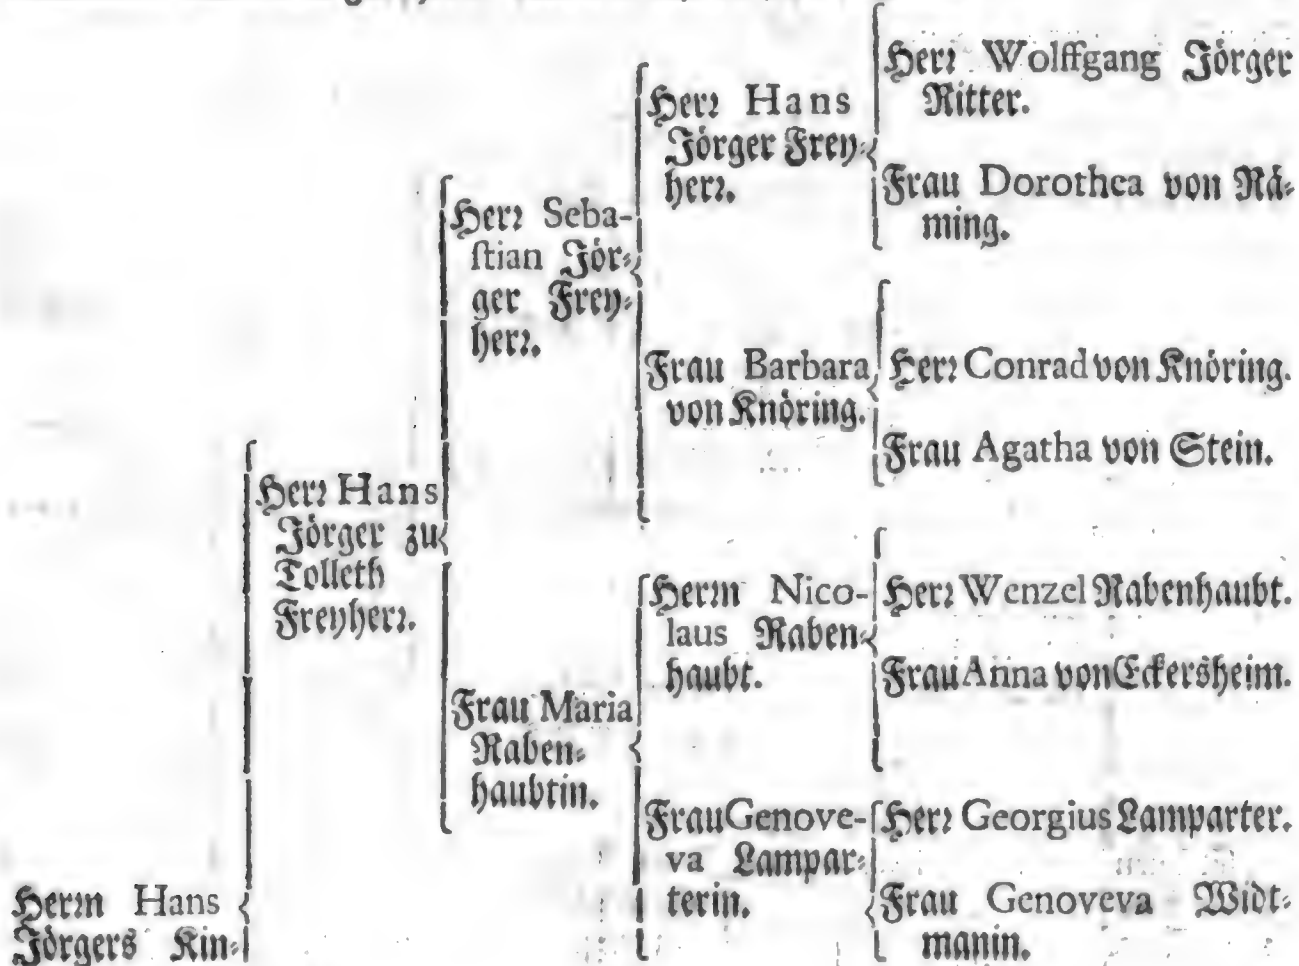 Herr Wolffgang Jörger
Ritter.
Herr Hans
Jörger Frey-
herr.
Frau Dorothea von Rä-
ming.
Herr Seba-
stian Jör-
ger Frey-
herr.
Frau Barbara
von Knöring.
Herr Conrad von Knöring.
Frau Agatha von Stein.
Herr Hans
Jörger zu
Tolleth
Freyherr.
Herrn Nico-
laus Raben-
haubt.
Herr Wenzel Rabenhaubt.
Frau Anna von Eckersheim.
Frau Maria
Raben-
haubtin.
Frau Genove-
va Lampar-
terin.
Herr Georgius Lamparter.
Frau Genoveva Widt-
manin.
Herrn Hans
Jörgers Kin-